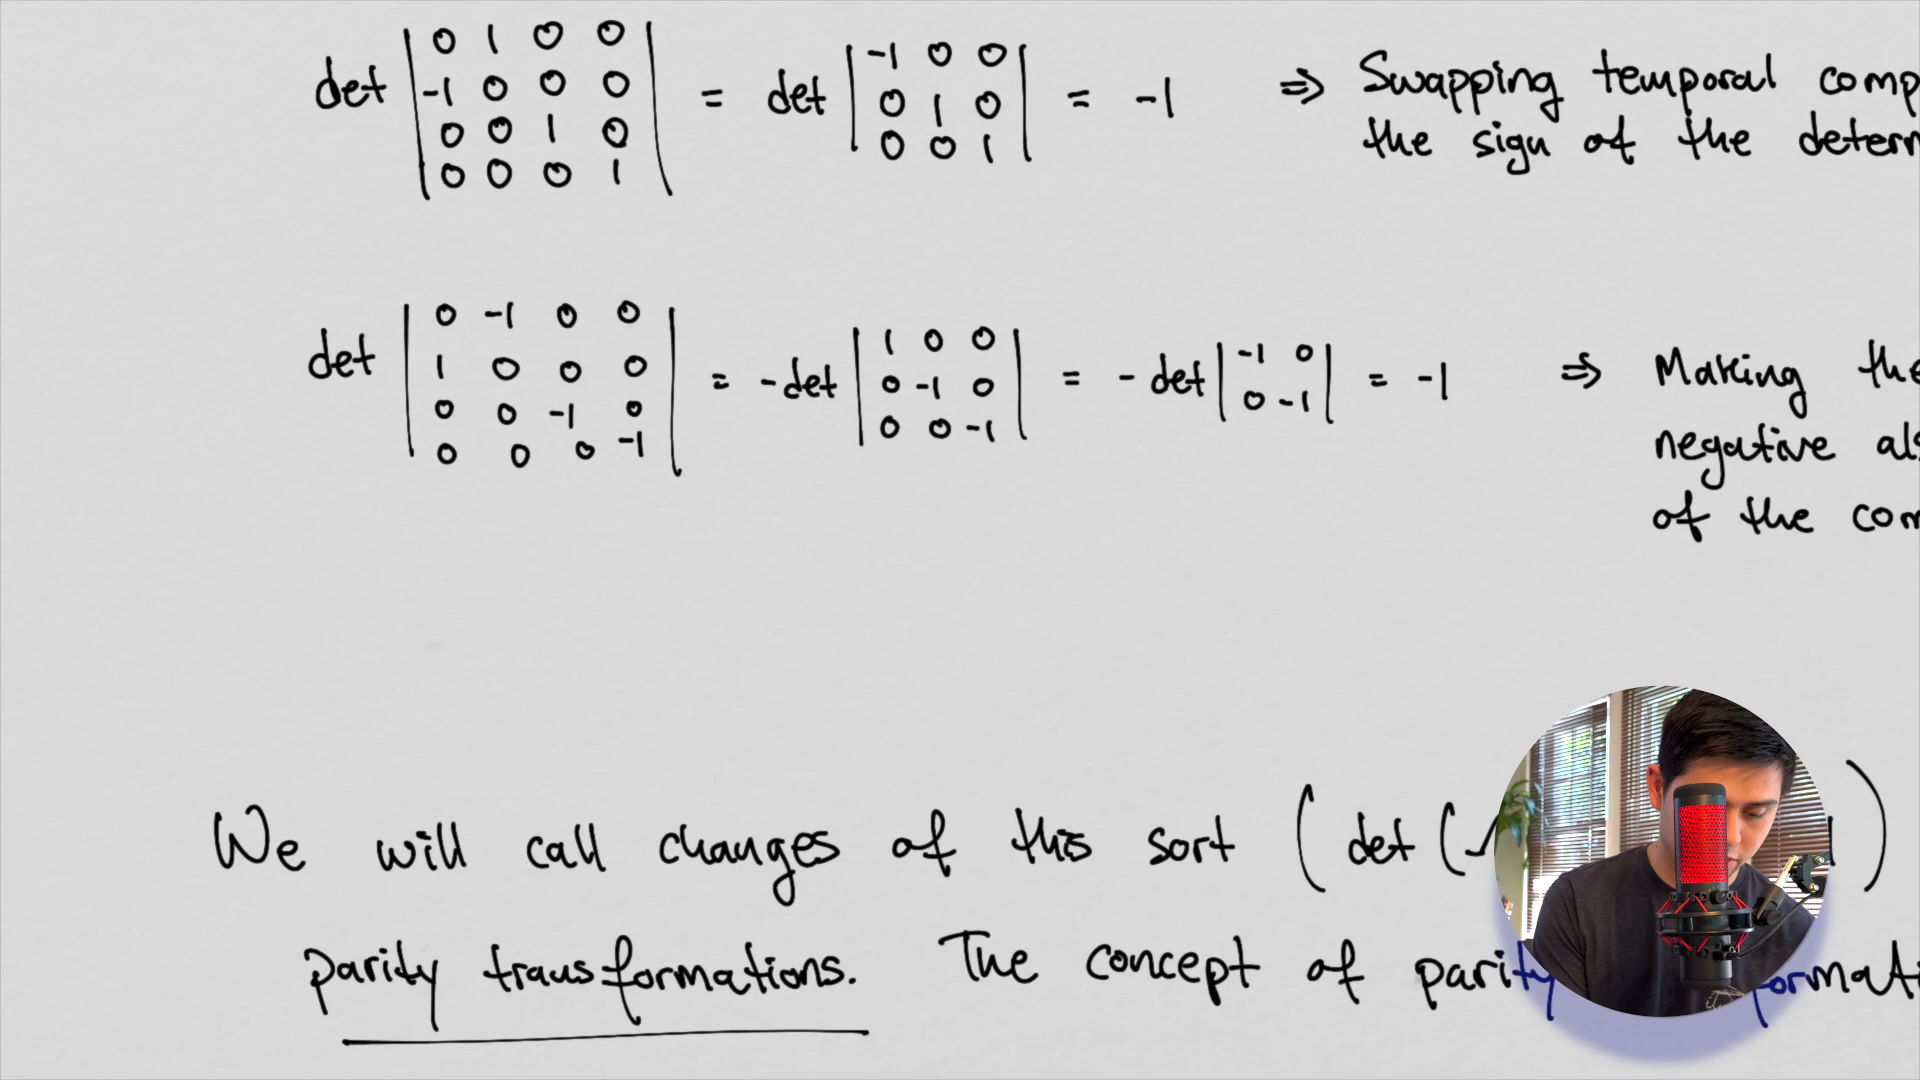 det | 0 1 0 0 | = det | -1 0 0 | = -1 ⇒ Swapping temporal
-1 0 0 0 | 0 1 0 | the sign of the
0 0 1 0 | 0 0 1 |
0 0 0 1
det | 0 -1 0 0 | = -det | 1 0 0 | = - det | -1 0 | = -1 ⇒ Making the
1 0 0 0 | 0 -1 0 | 0 -1 | negative
0 0 -1 0 | 0 0 -1 | of the
0 0 0 -1
We will call changes of this sort ( det (
parity transformations. The concept of parity